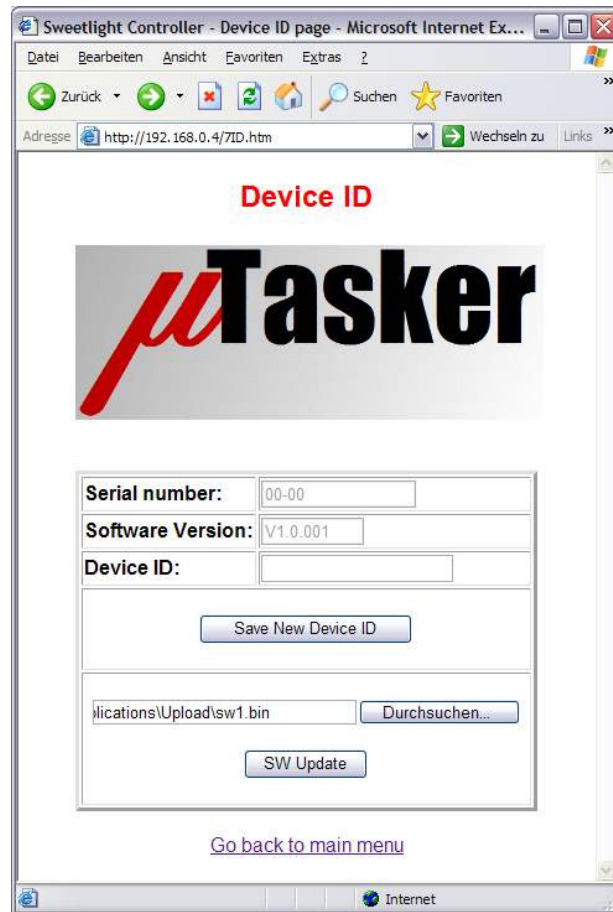 Sweetlight Controller - Device ID page - Microsoft Internet Ex...
Datei Bearbeiten Ansicht Favoriten Extras ?
Zurück Suchen Favoriten »
Adresse http://192.168.0.4/7ID.htm Wechseln zu Links »
Device ID
µTasker
Serial number: 00-00
Software Version: V1.0.001
Device ID:
Save New Device ID
lications\Upload\sw1.bin Durchsuchen...
SW Update
Go back to main menu
Internet